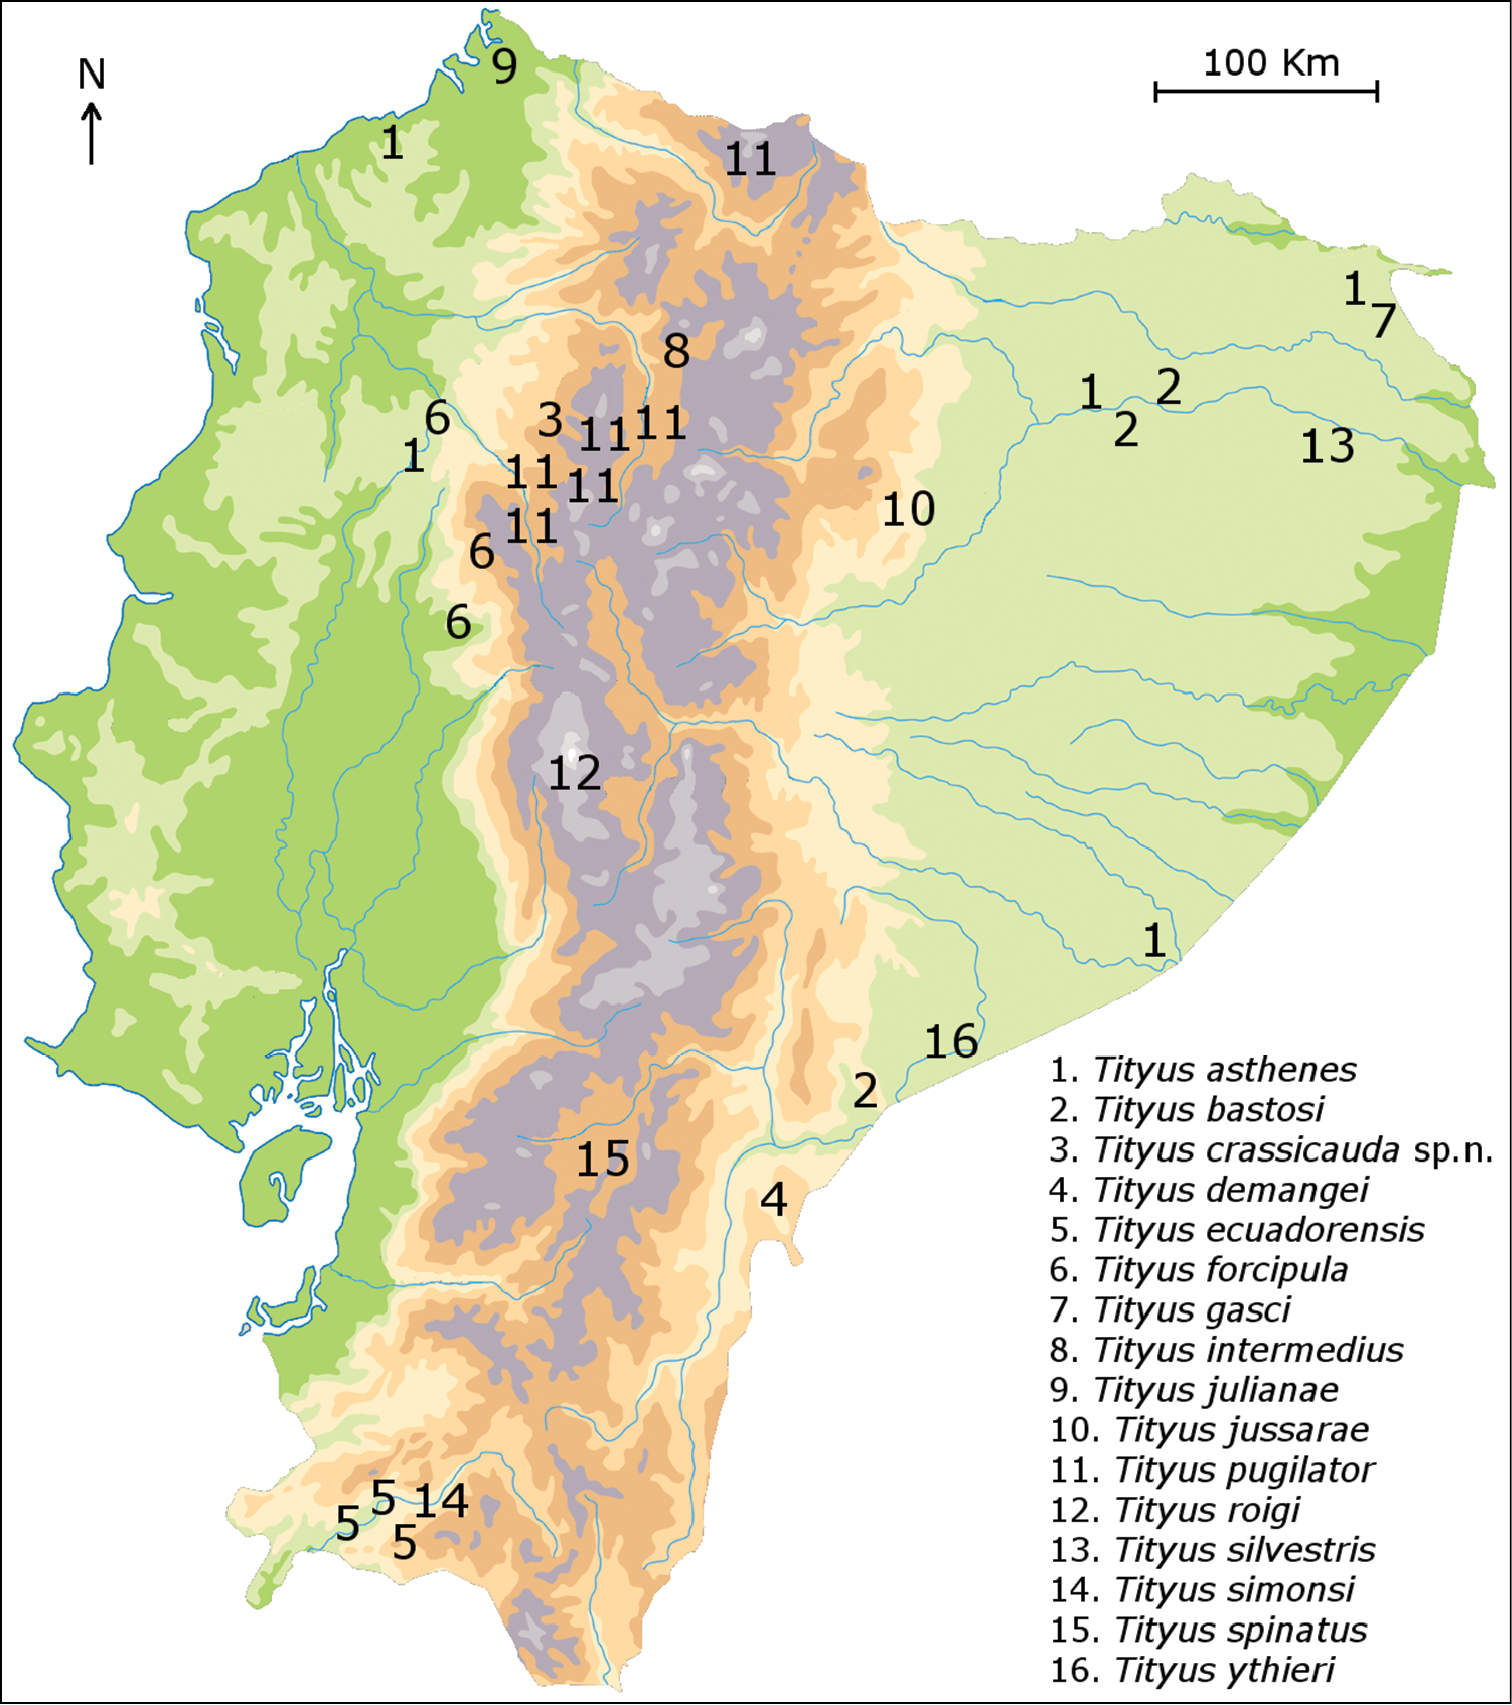 9
N
100 Km
1
11
1
7
8
1
2
6
3
11
11
2
13
1
11
11
10
11
6
6
12
1
16
2
15
4
5
14
5
5
1. Tityus asthenes
2. Tityus bastosi
3. Tityus crassicauda sp.n.
4. Tityus demangei
5. Tityus ecuadorensis
6. Tityus forcipula
7. Tityus gasci
8. Tityus intermedius
9. Tityus julianae
10. Tityus jussarae
11. Tityus pugilator
12. Tityus roigi
13. Tityus silvestris
14. Tityus simonsi
15. Tityus spinatus
16. Tityus ythieri